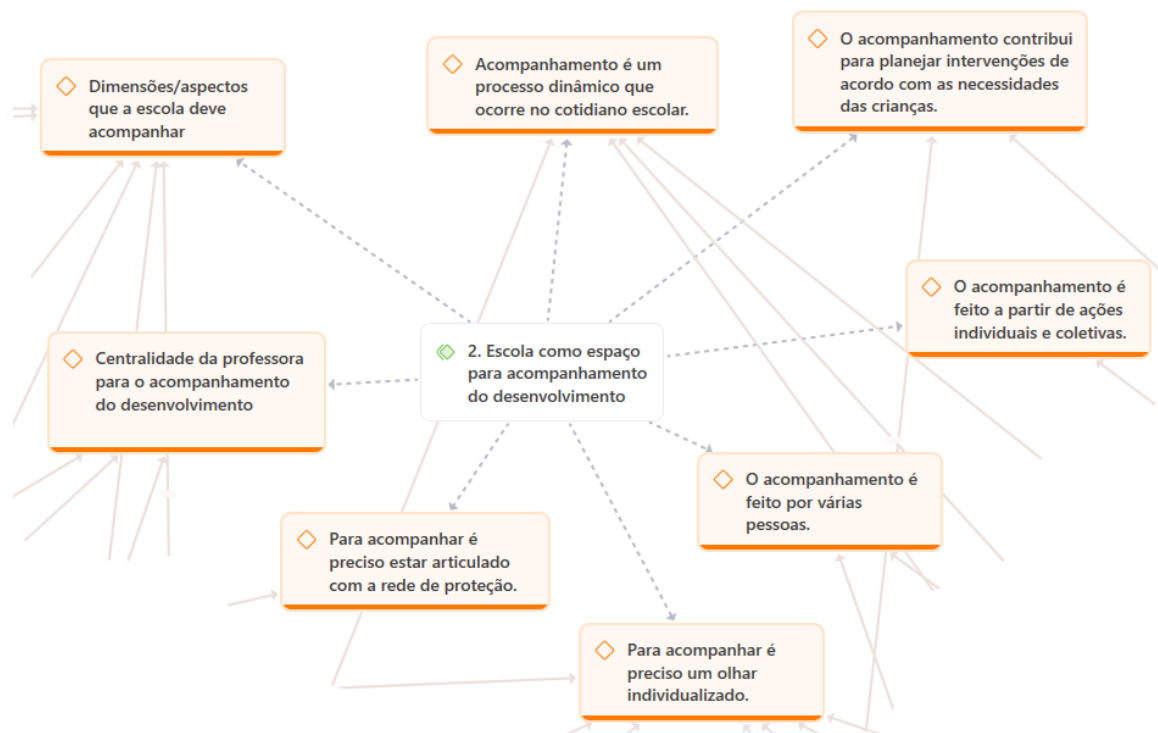 Dimensões/aspectos
que a escola deve
acompanhar
Acompanhamento é um
processo dinâmico que
ocorre no cotidiano escolar.
O acompanhamento contribui
para planejar intervenções de
acordo com as necessidades
das crianças.
O acompanhamento é
feito a partir de ações
individuais e coletivas.
Centralidade da professora
para o acompanhamento
do desenvolvimento
2. Escola como espaço
para acompanhamento
do desenvolvimento
O acompanhamento é
feito por várias
pessoas.
Para acompanhar é
preciso estar articulado
com a rede de proteção.
Para acompanhar é
preciso um olhar
individualizado.